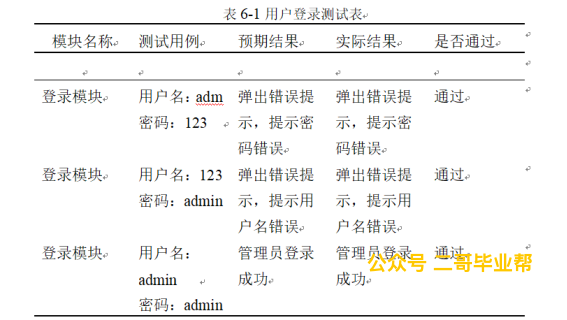 表 6-1 用户登录测试表
模块名称 测试用例 预期结果 实际结果 是否通过
登录模块 用户名：adm 弹出错误提 弹出错误提 通过
密码：123 示，提示密 示，提示密
码错误 码错误
登录模块 用户名：123 弹出错误提 弹出错误提 通过
密码：admin 示，提示用 示，提示用
户名错误 户名错误
登录模块 用户名： 管理员登录 管理员登录 通过
admin 成功 成功
密码：admin
公众号 二哥毕业帮